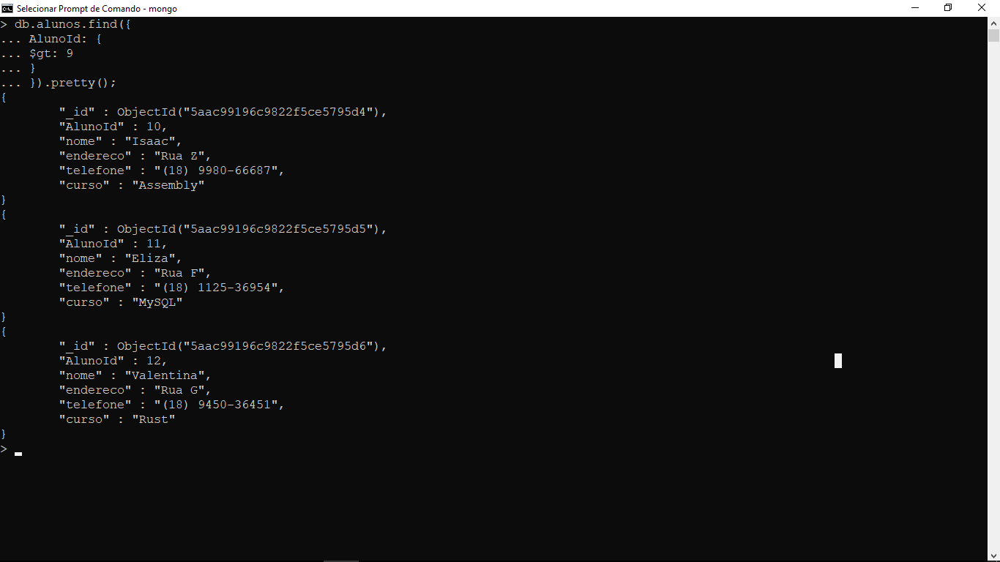 Selecionar Prompt de Comando - mongo
> db.alunos.find({
... AlunoId: {
... $gt: 9
... }
... }).pretty();
{
"_id" : ObjectId("5aac99196c9822f5ce5795d4"),
"AlunoId" : 10,
"nome" : "Isaac",
"endereco" : "Rua Z",
"telefone" : "(18) 9980-66687",
"curso" : "Assembly"
}
{
"_id" : ObjectId("5aac99196c9822f5ce5795d5"),
"AlunoId" : 11,
"nome" : "Eliza",
"endereco" : "Rua F",
"telefone" : "(18) 1125-36954",
"curso" : "MySQL"
}
{
"_id" : ObjectId("5aac99196c9822f5ce5795d6"),
"AlunoId" : 12,
"nome" : "Valentina",
"endereco" : "Rua G",
"telefone" : "(18) 9450-36451",
"curso" : "Rust"
}
>